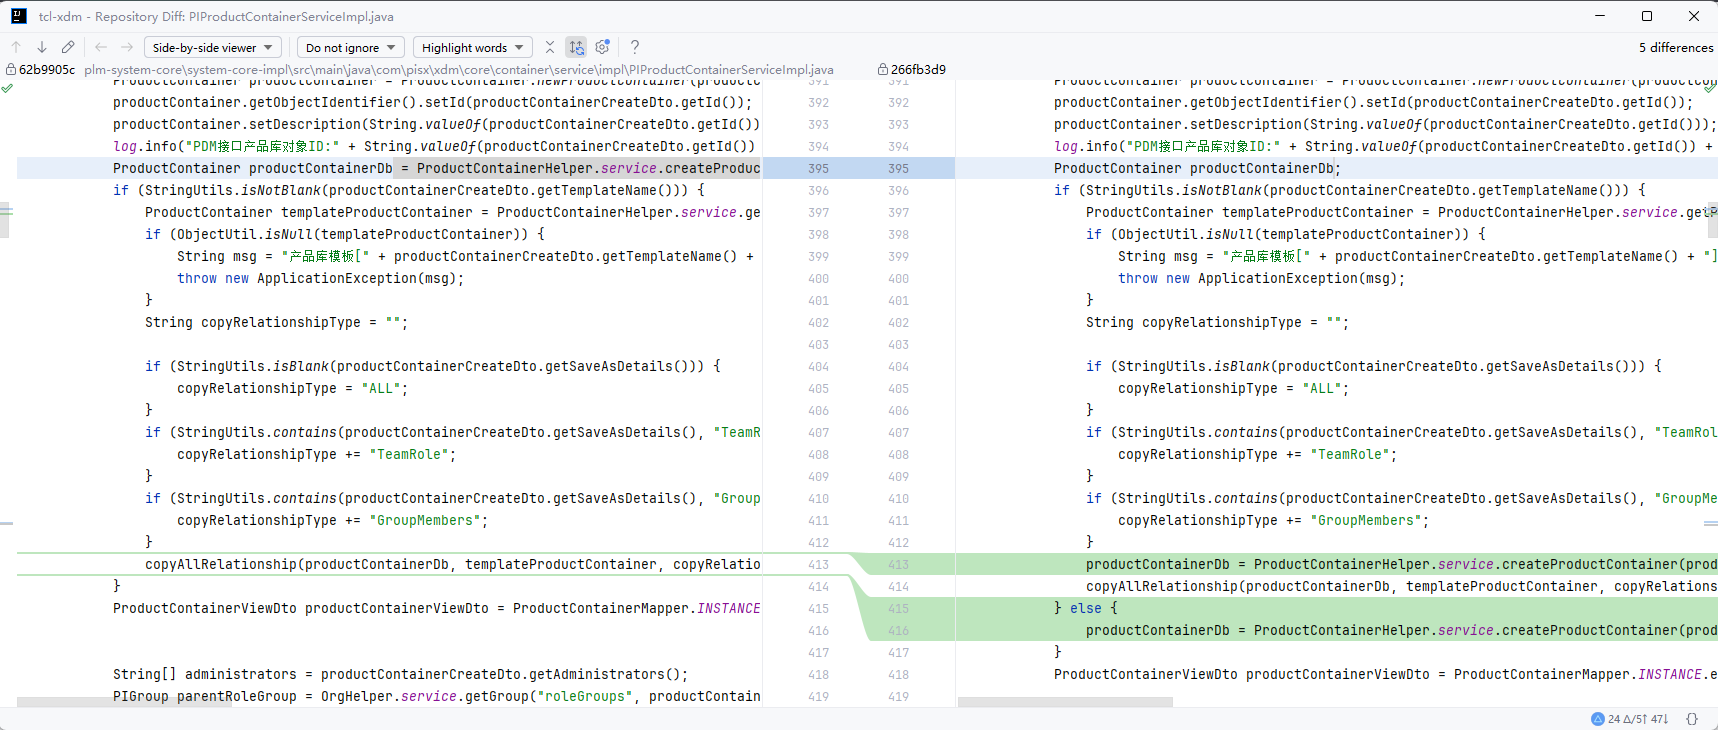 tcl-xdm - Repository Diff: PIProductContainerServiceImpl.java
Side-by-side viewer Do not ignore Highlight words ? 5 differences
62b9905c plm-system-core\system-core-impl\src\main\java\com\pisx\xdm\core\container\service\impl\PIProductContainerServiceImpl.java 266fb3d9
ProductContainer productContainer = ProductContainer.newProductContainer(productC 391 391 ProductContainer productContainer = ProductContainer.newProductContainer(productCon
productContainer.getObjectIdentifier().setId(productContainerCreateDto.getId()); 392 392 productContainer.getObjectIdentifier().setId(productContainerCreateDto.getId());
productContainer.setDescription(String.valueOf(productContainerCreateDto.getId()) 393 393 productContainer.setDescription(String.valueOf(productContainerCreateDto.getId()));
log.info("PDM接口产品库对象ID:" + String.valueOf(productContainerCreateDto.getId()) 394 394 log.info("PDM接口产品库对象ID:" + String.valueOf(productContainerCreateDto.getId()) +
ProductContainer productContainerDb = ProductContainerHelper.service.createProduc 395 395 ProductContainer productContainerDb;
if (StringUtils.isNotBlank(productContainerCreateDto.getTemplateName())) { 396 396 if (StringUtils.isNotBlank(productContainerCreateDto.getTemplateName())) {
ProductContainer templateProductContainer = ProductContainerHelper.service.ge 397 397 ProductContainer templateProductContainer = ProductContainerHelper.service.getP
if (ObjectUtil.isNull(templateProductContainer)) { 398 398 if (ObjectUtil.isNull(templateProductContainer)) {
String msg = "产品库模板[" + productContainerCreateDto.getTemplateName() + 399 399 String msg = "产品库模板[" + productContainerCreateDto.getTemplateName() + "]
throw new ApplicationException(msg); 400 400 throw new ApplicationException(msg);
} 401 401 }
String copyRelationshipType = ""; 402 402 String copyRelationshipType = "";
403 403
if (StringUtils.isBlank(productContainerCreateDto.getSaveAsDetails())) { 404 404 if (StringUtils.isBlank(productContainerCreateDto.getSaveAsDetails())) {
copyRelationshipType = "ALL"; 405 405 copyRelationshipType = "ALL";
} 406 406 }
if (StringUtils.contains(productContainerCreateDto.getSaveAsDetails(), "TeamR 407 407 if (StringUtils.contains(productContainerCreateDto.getSaveAsDetails(), "TeamRol
copyRelationshipType += "TeamRole"; 408 408 copyRelationshipType += "TeamRole";
} 409 409 }
if (StringUtils.contains(productContainerCreateDto.getSaveAsDetails(), "Group 410 410 if (StringUtils.contains(productContainerCreateDto.getSaveAsDetails(), "GroupMe
copyRelationshipType += "GroupMembers"; 411 411 copyRelationshipType += "GroupMembers";
} 412 412 }
copyAllRelationship(productContainerDb, templateProductContainer, copyRelatio 413 413 productContainerDb = ProductContainerHelper.service.createProductContainer(prod
} 414 414 copyAllRelationship(productContainerDb, templateProductContainer, copyRelations
ProductContainerViewDto productContainerViewDto = ProductContainerMapper.INSTANCE 415 415 } else {
416 416 productContainerDb = ProductContainerHelper.service.createProductContainer(prod
417 417 }
String[] administrators = productContainerCreateDto.getAdministrators(); 418 418 ProductContainerViewDto productContainerViewDto = ProductContainerMapper.INSTANCE.e
PIGroup parentRoleGroup = OrgHelper.service.getGroup("roleGroups", productContain 419 419
24 Δ/5↑ 47↓ {}